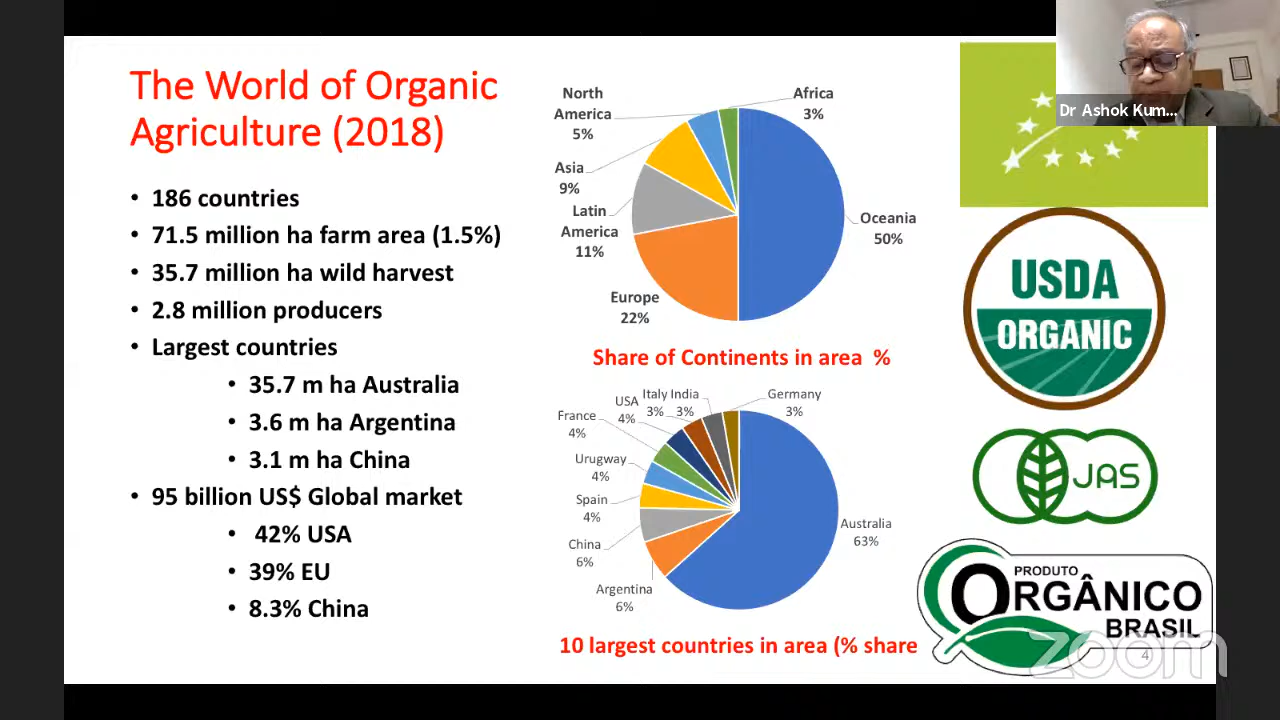 The World of Organic
Agriculture (2018)
• 186 countries
• 71.5 million ha farm area (1.5%)
• 35.7 million ha wild harvest
• 2.8 million producers
• Largest countries
• 35.7 m ha Australia
• 3.6 m ha Argentina
• 3.1 m ha China
• 95 billion US$ Global market
• 42% USA
• 39% EU
• 8.3% China
North
America
5%
Africa
3%
Asia
9%
Latin
America
11%
Oceania
50%
Europe
22%
Share of Continents in area %
Italy India
3% 3%
USA
4%
Germany
3%
France
4%
Urugway
4%
Spain
4%
China
6%
Argentina
6%
Australia
63%
10 largest countries in area (% share
Dr Ashok Kum...
USDA
ORGANIC
JAS
PRODUTO
ORGÂNICO
BRASIL
4
zoom